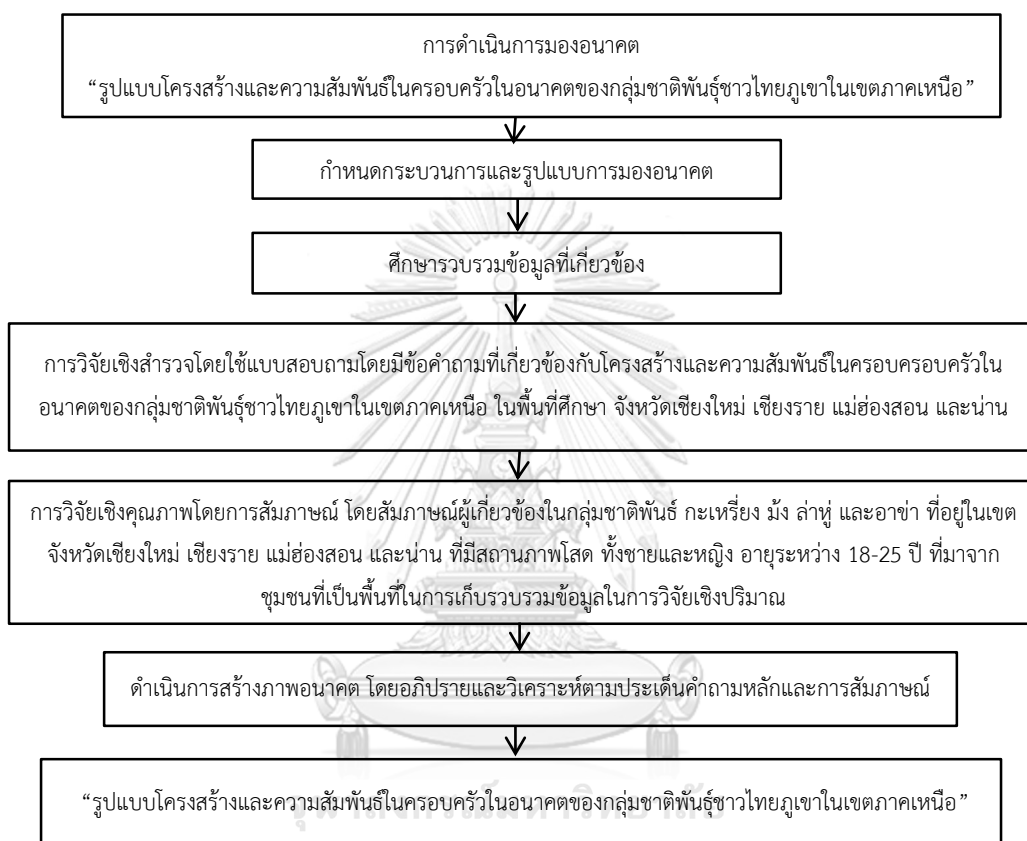 การดำเนินการมองอนาคต
“รูปแบบโครงสร้างและความสัมพันธ์ในครอบครัวในอนาคตของกลุ่มชาติพันธุ์ชาวไทยภูเขาในเขตภาคเหนือ”
กำหนดกระบวนการและรูปแบบการมองอนาคต
ศึกษารวบรวมข้อมูลที่เกี่ยวข้อง
การวิจัยเชิงสำรวจโดยใช้แบบสอบถามโดยมีข้อคำถามที่เกี่ยวข้องกับโครงสร้างและความสัมพันธ์ในครอบครอบครัวใน
อนาคตของกลุ่มชาติพันธุ์ชาวไทยภูเขาในเขตภาคเหนือ ในพื้นที่ศึกษา จังหวัดเชียงใหม่ เชียงราย แม่ฮ่องสอน และน่าน
การวิจัยเชิงคุณภาพโดยการสัมภาษณ์ โดยสัมภาษณ์ผู้เกี่ยวข้องในกลุ่มชาติพันธ์ กะเหรี่ยง ม้ง ล่าหู่ และอาข่า ที่อยู่ในเขต
จังหวัดเชียงใหม่ เชียงราย แม่ฮ่องสอน และน่าน ที่มีสถานภาพโสด ทั้งชายและหญิง อายุระหว่าง 18-25 ปี ที่มาจาก
ชุมชนที่เป็นพื้นที่ในการเก็บรวบรวมข้อมูลในการวิจัยเชิงปริมาณ
ดำเนินการสร้างภาพอนาคต โดยอภิปรายและวิเคราะห์ตามประเด็นคำถามหลักและการสัมภาษณ์
“รูปแบบโครงสร้างและความสัมพันธ์ในครอบครัวในอนาคตของกลุ่มชาติพันธุ์ชาวไทยภูเขาในเขตภาคเหนือ”
จุฬาลงกรณ์มหาวิทยาลัย